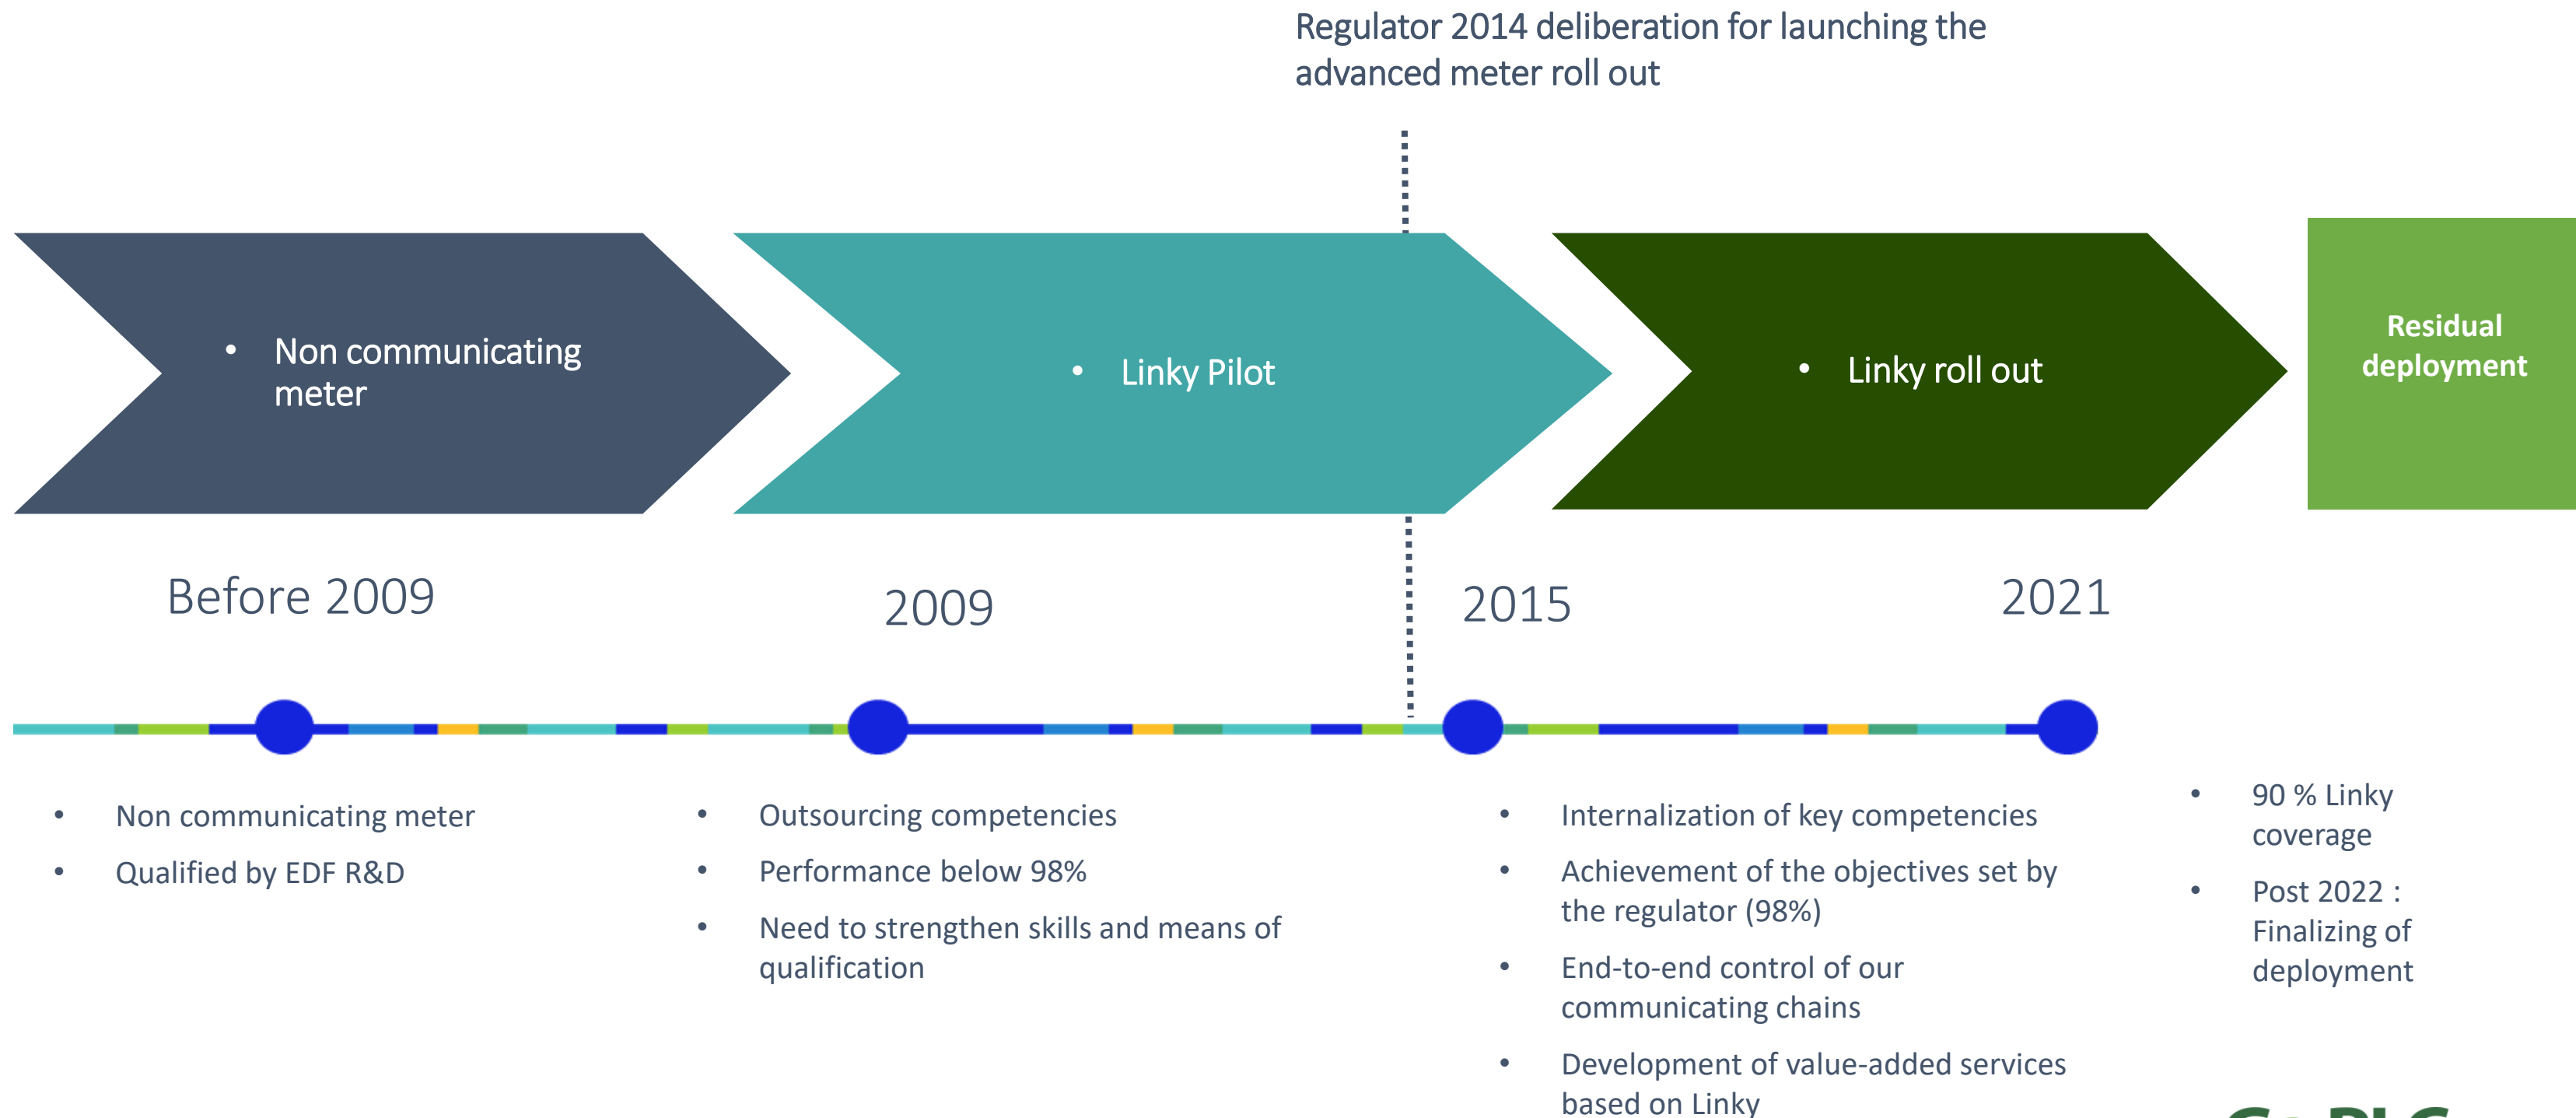 Regulator 2014 deliberation for launching the
advanced meter roll out
• Non communicating
meter
• Linky Pilot
• Linky roll out
Residual
deployment
Before 2009
2009
2015
2021
• Non communicating meter
• Qualified by EDF R&D
• Outsourcing competencies
• Performance below 98%
• Need to strengthen skills and means of
qualification
• Internalization of key competencies
• Achievement of the objectives set by
the regulator (98%)
• End-to-end control of our
communicating chains
• Development of value-added services
based on Linky
• 90 % Linky
coverage
• Post 2022 :
Finalizing of
deployment